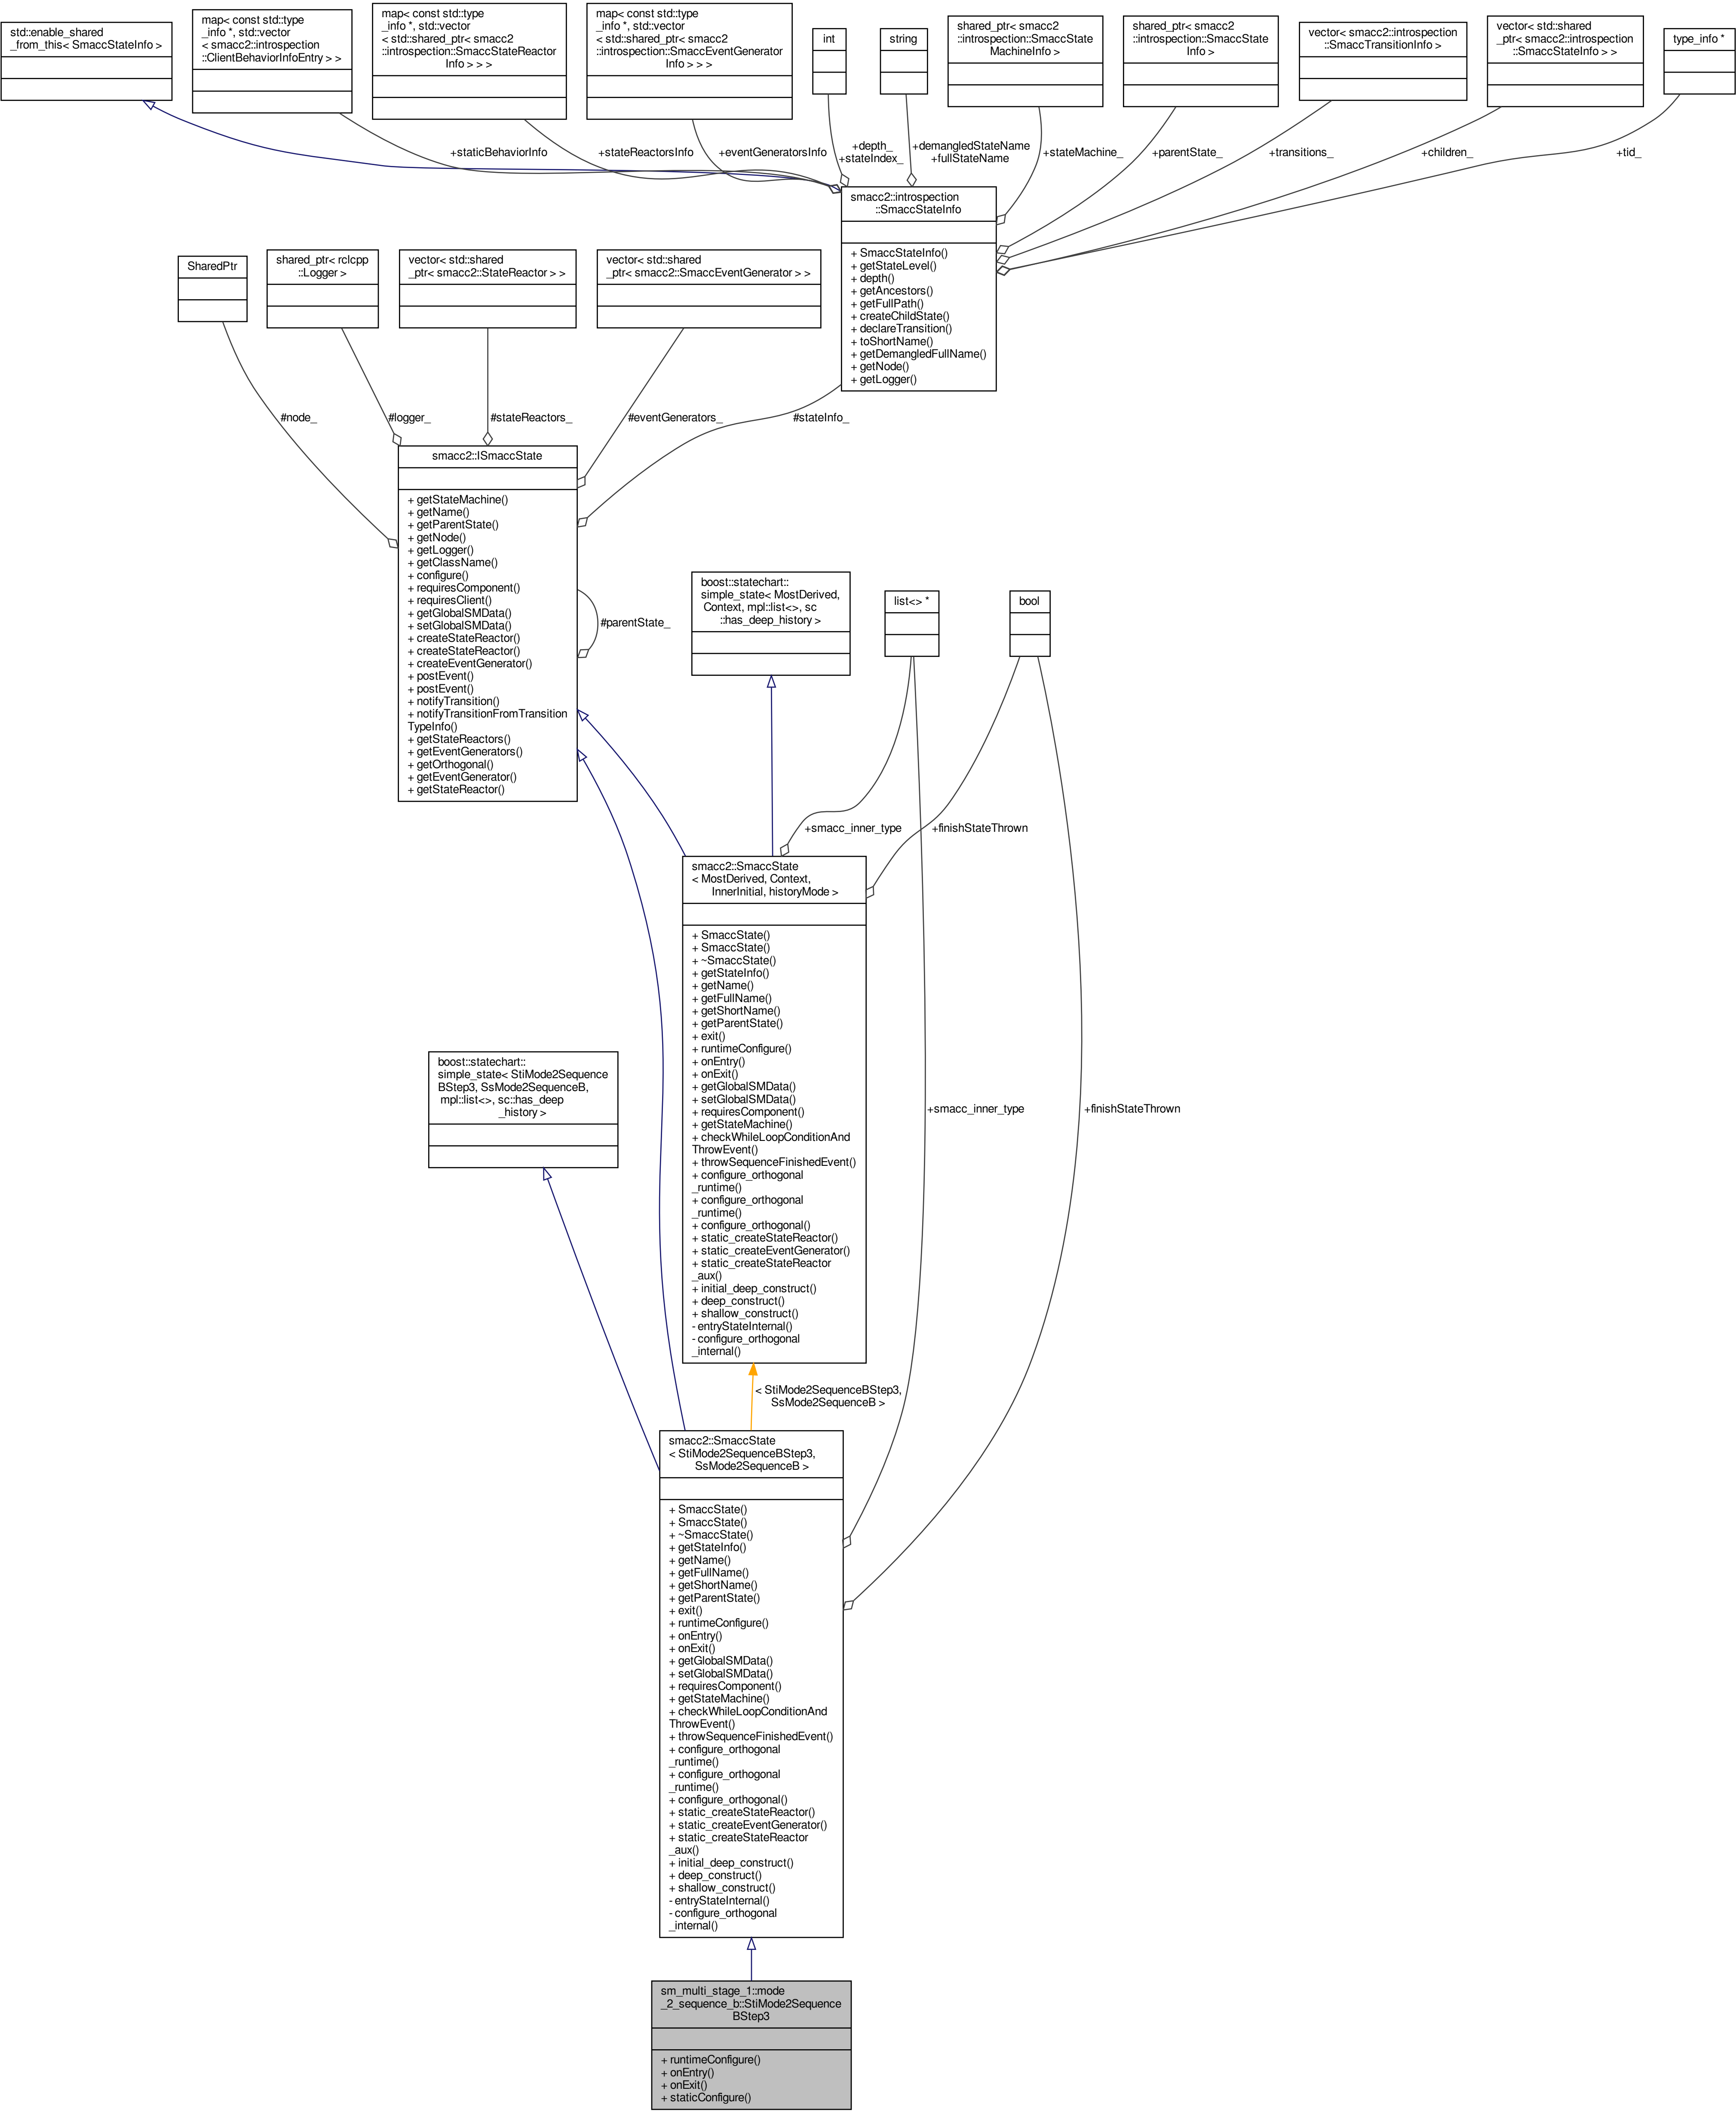 std::enable_shared
_from_this< SmaccStateInfo >
map< const std::type
_info *, std::vector
< smacc2::introspection
::ClientBehaviorInfoEntry > >
map< const std::type
_info *, std::vector
< std::shared_ptr< smacc2
::introspection::SmaccStateReactor
Info > > >
map< const std::type
_info *, std::vector
< std::shared_ptr< smacc2
::introspection::SmaccEventGenerator
Info > > >
int
string
shared_ptr< smacc2
::introspection::SmaccState
MachineInfo >
shared_ptr< smacc2
::introspection::SmaccState
Info >
vector< smacc2::introspection
::SmaccTransitionInfo >
vector< std::shared
_ptr< smacc2::introspection
::SmaccStateInfo > >
type_info *
+staticBehaviorInfo
+stateReactorsInfo
+eventGeneratorsInfo
+depth_
+stateIndex_
+demangledStateName
+fullStateName
+stateMachine_
+parentState_
+transitions_
+children_
+tid_
smacc2::introspection
::SmaccStateInfo
+ SmaccStateInfo()
+ getStateLevel()
+ depth()
+ getAncestors()
+ getFullPath()
+ createChildState()
+ declareTransition()
+ toShortName()
+ getDemangledFullName()
+ getNode()
+ getLogger()
SharedPtr
shared_ptr< rclcpp
::Logger >
vector< std::shared
_ptr< smacc2::StateReactor > >
vector< std::shared
_ptr< smacc2::SmaccEventGenerator > >
#node_
#logger_
#stateReactors_
#eventGenerators_
#stateInfo_
smacc2::ISmaccState
+ getStateMachine()
+ getName()
+ getParentState()
+ getNode()
+ getLogger()
+ getClassName()
+ configure()
+ requiresComponent()
+ requiresClient()
+ getGlobalSMData()
+ setGlobalSMData()
+ createStateReactor()
+ createStateReactor()
+ createEventGenerator()
+ postEvent()
+ postEvent()
+ notifyTransition()
+ notifyTransitionFromTransition
TypeInfo()
+ getStateReactors()
+ getEventGenerators()
+ getOrthogonal()
+ getEventGenerator()
+ getStateReactor()
#parentState_
boost::statechart::
simple_state< MostDerived,
Context, mpl::list<>, sc
::has_deep_history >
list<> *
bool
+smacc_inner_type
+finishStateThrown
smacc2::SmaccState
< MostDerived, Context,
InnerInitial, historyMode >
+ SmaccState()
+ SmaccState()
+ ~SmaccState()
+ getStateInfo()
+ getName()
+ getFullName()
+ getShortName()
+ getParentState()
+ exit()
+ runtimeConfigure()
+ onEntry()
+ onExit()
+ getGlobalSMData()
+ setGlobalSMData()
+ requiresComponent()
+ getStateMachine()
+ checkWhileLoopConditionAnd
ThrowEvent()
+ throwSequenceFinishedEvent()
+ configure_orthogonal
_runtime()
+ configure_orthogonal
_runtime()
+ configure_orthogonal()
+ static_createStateReactor()
+ static_createEventGenerator()
+ static_createStateReactor
_aux()
+ initial_deep_construct()
+ deep_construct()
+ shallow_construct()
- entryStateInternal()
- configure_orthogonal
_internal()
boost::statechart::
simple_state< StiMode2Sequence
BStep3, SsMode2SequenceB,
mpl::list<>, sc::has_deep
_history >
+smacc_inner_type
+finishStateThrown
< StiMode2SequenceBStep3,
SsMode2SequenceB >
smacc2::SmaccState
< StiMode2SequenceBStep3,
SsMode2SequenceB >
+ SmaccState()
+ SmaccState()
+ ~SmaccState()
+ getStateInfo()
+ getName()
+ getFullName()
+ getShortName()
+ getParentState()
+ exit()
+ runtimeConfigure()
+ onEntry()
+ onExit()
+ getGlobalSMData()
+ setGlobalSMData()
+ requiresComponent()
+ getStateMachine()
+ checkWhileLoopConditionAnd
ThrowEvent()
+ throwSequenceFinishedEvent()
+ configure_orthogonal
_runtime()
+ configure_orthogonal
_runtime()
+ configure_orthogonal()
+ static_createStateReactor()
+ static_createEventGenerator()
+ static_createStateReactor
_aux()
+ initial_deep_construct()
+ deep_construct()
+ shallow_construct()
- entryStateInternal()
- configure_orthogonal
_internal()
sm_multi_stage_1::mode
_2_sequence_b::StiMode2Sequence
BStep3
+ runtimeConfigure()
+ onEntry()
+ onExit()
+ staticConfigure()